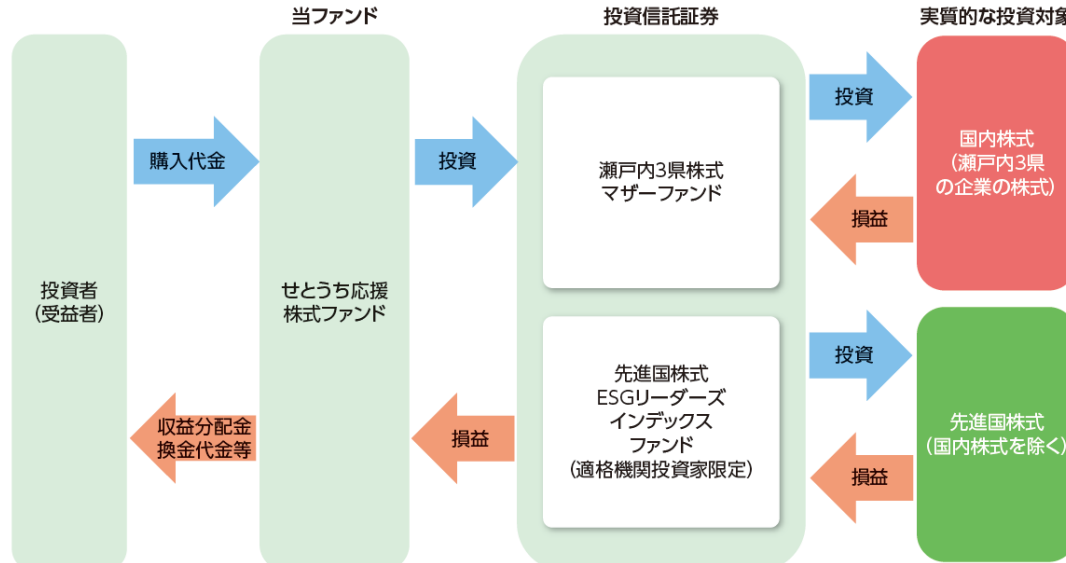 当ファンド
投資信託証券
実質的な投資対象
投資者
(受益者)
購入代金
収益分配金
換金代金等
せとうち応援
株式ファンド
投資
損益
瀬戸内3県株式
マザーファンド
先進国株式
ESGリーダーズ
インデックス
ファンド
(適格機関投資家限定)
投資
損益
投資
損益
国内株式
(瀬戸内3県
の企業の株式)
先進国株式
(国内株式を除く)